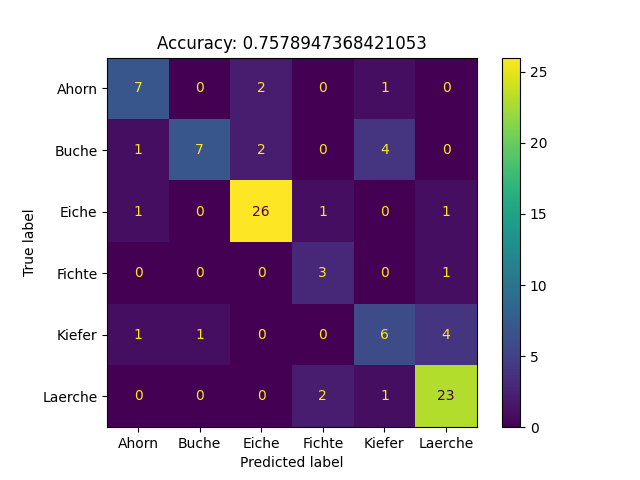 Accuracy: 0.7578947368421053
Ahorn 7 0 2 0 1 0
Buche 1 7 2 0 4 0
Eiche 1 0 26 1 0 1
Fichte 0 0 0 3 0 1
Kiefer 1 1 0 0 6 4
Laerche 0 0 0 2 1 23
Ahorn Buche Eiche Fichte Kiefer Laerche
Predicted label
True label
25
20
15
10
5
0